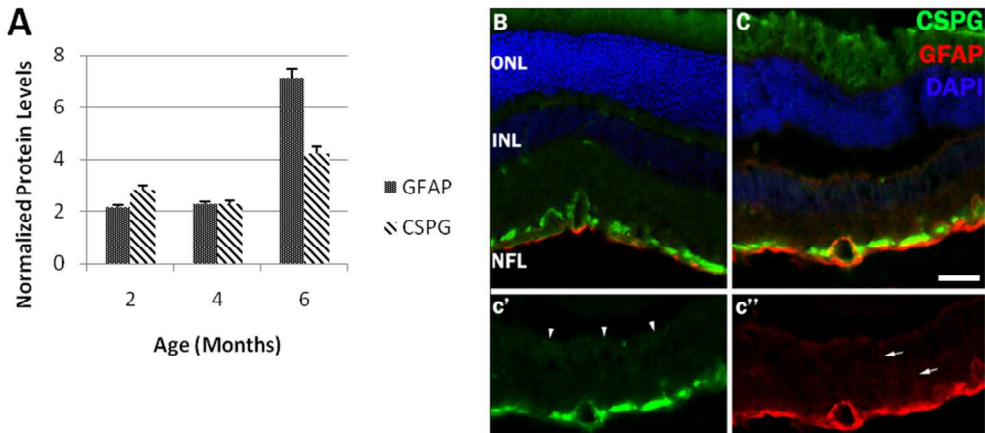 A
Normalized Protein Levels
8
6
4
2
0
2
4
6
Age (Months)
GFAP
CSPG
B
ONL
INL
NFL
C
CSPG
GFAP
DAPI
c'
c''